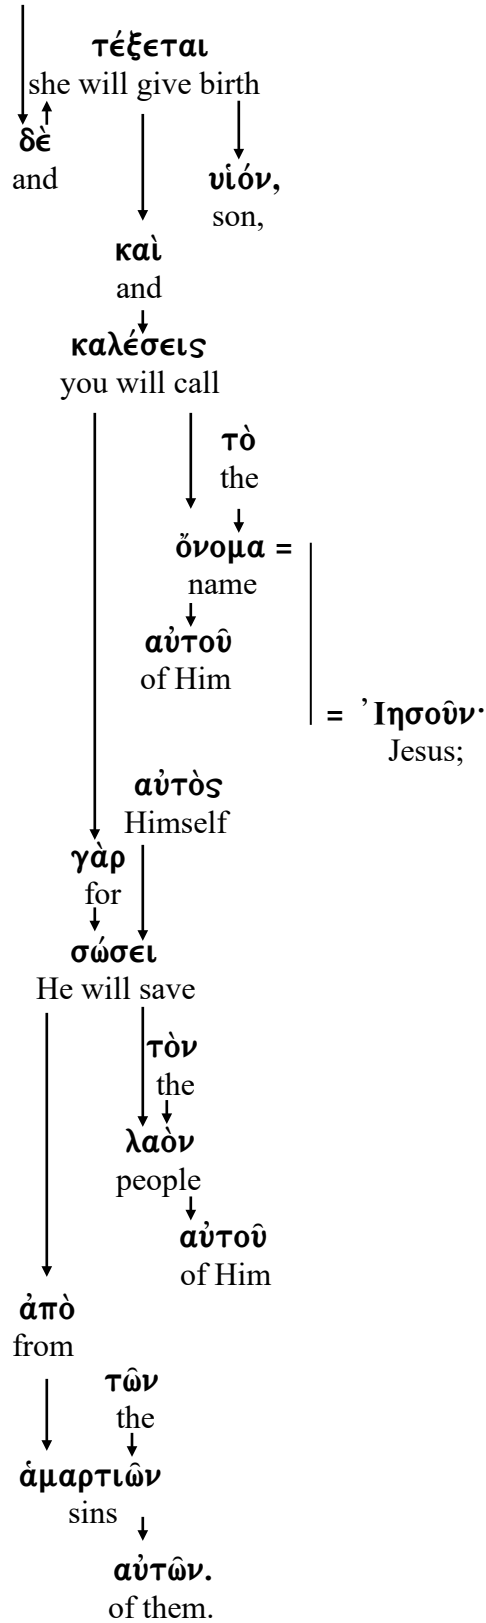 τέξεται
she will give birth
δὲ
and
υἱόν,
son,
καὶ
and
καλέσεις
you will call
τὸ
the
ὄνομα =
name
αὐτοῦ
of Him
= Ἰησοῦν·
Jesus;
αὐτὸς
Himself
γὰρ
for
σώσει
He will save
τὸν
the
λαὸν
people
αὐτοῦ
of Him
ἀπὸ
from
τῶν
the
ἁμαρτιῶν
sins
αὐτῶν.
of them.